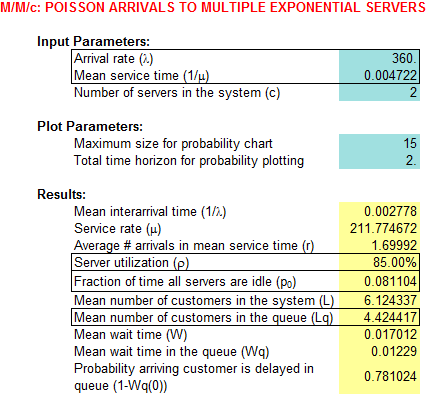 M/M/c: POISSON ARRIVALS TO MULTIPLE EXPONENTIAL SERVERS
Input Parameters:
Arrival rate (λ) 360.
Mean service time (1/μ) 0.004722
Number of servers in the system (c) 2
Plot Parameters:
Maximum size for probability chart 15
Total time horizon for probability plotting 2.
Results:
Mean interarrival time (1/λ) 0.002778
Service rate (μ) 211.774672
Average # arrivals in mean service time (r) 1.69992
Server utilization (ρ) 85.00%
Fraction of time all servers are idle (p₀) 0.081104
Mean number of customers in the system (L) 6.124337
Mean number of customers in the queue (Lq) 4.424417
Mean wait time (W) 0.017012
Mean wait time in the queue (Wq) 0.01229
Probability arriving customer is delayed in
queue (1-Wq(0)) 0.781024